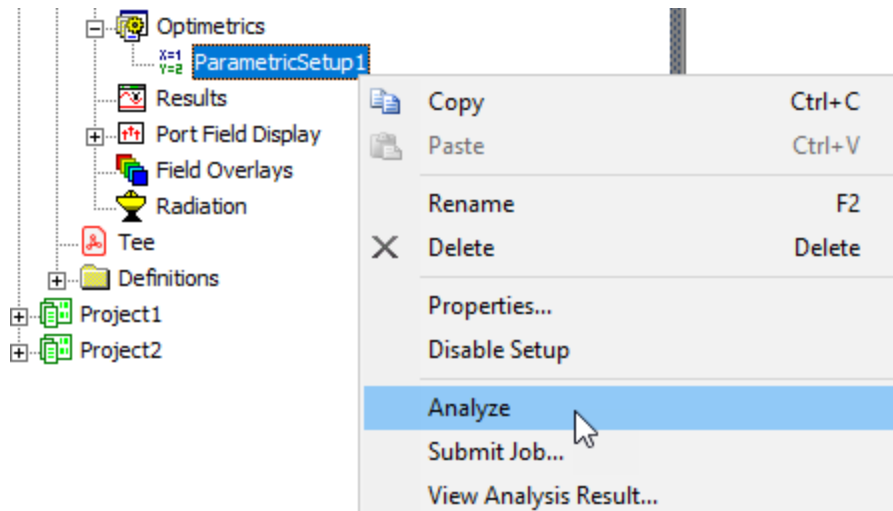 Optimetrics
X=1
Y=2
ParametricSetup1
Results
Port Field Display
Field Overlays
Radiation
Tee
Definitions
Project1
Project2
Copy Ctrl+C
Paste Ctrl+V
Rename F2
Delete Delete
Properties...
Disable Setup
Analyze
Submit Job...
View Analysis Result...